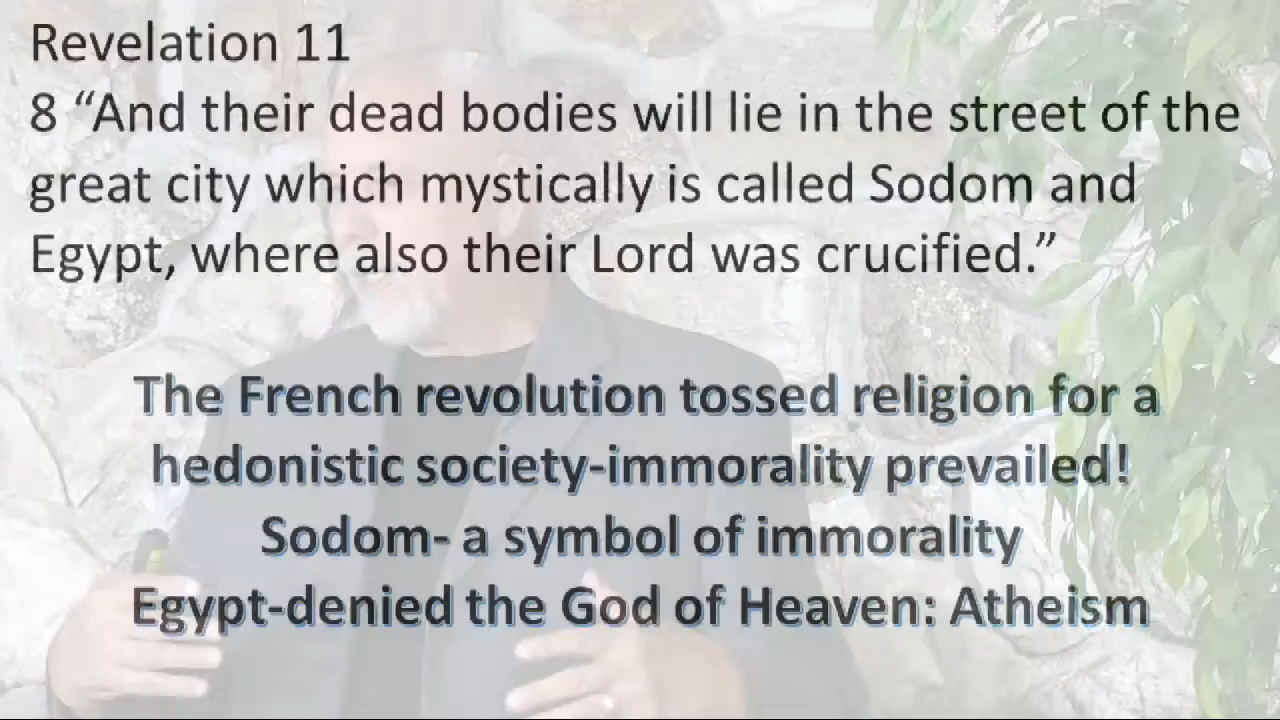 Revelation 11
8 “And their dead bodies will lie in the street of the
great city which mystically is called Sodom and
Egypt, where also their Lord was crucified.”
The French revolution tossed religion for a
hedonistic society-immorality prevailed!
Sodom- a symbol of immorality
Egypt-denied the God of Heaven: Atheism